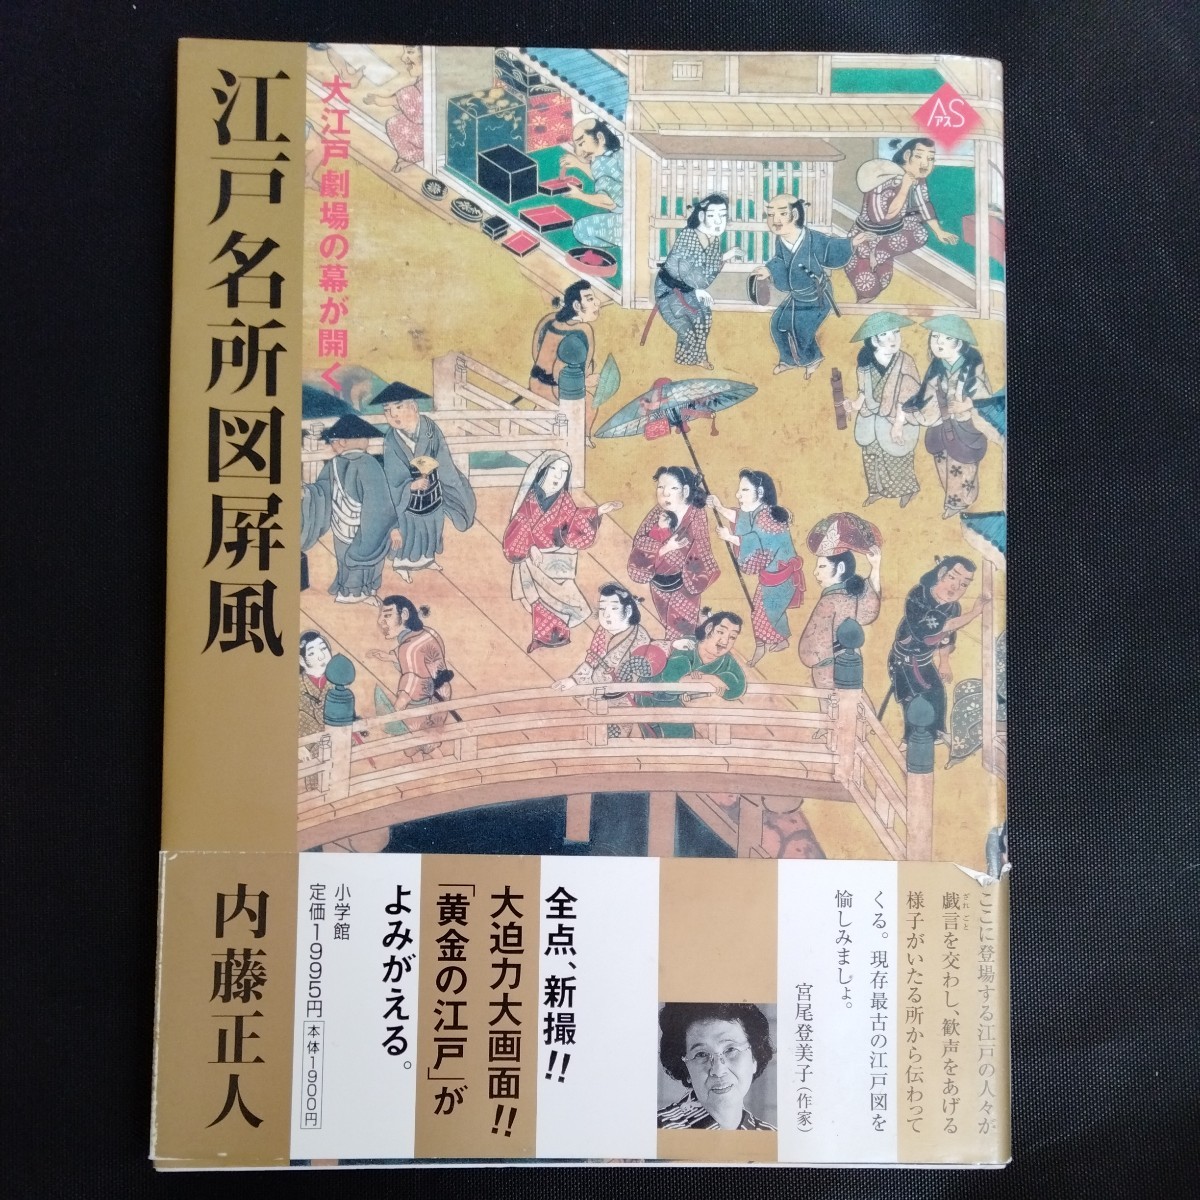 大江戸劇場の幕が開く
江戸名所図屏風
内藤正人
AS
アス
ここに登場する江戸の人々が
戯言を交わし、歓声をあげる
ざれごと
様子がいたる所から伝わって
くる。現存最古の江戸図を
愉しみましょ。
宮尾登美子(作家)
全点、新撮!!
大迫力大画面!!
「黄金の江戸」が
よみがえる。
小学館
定価1995円
本体1900円